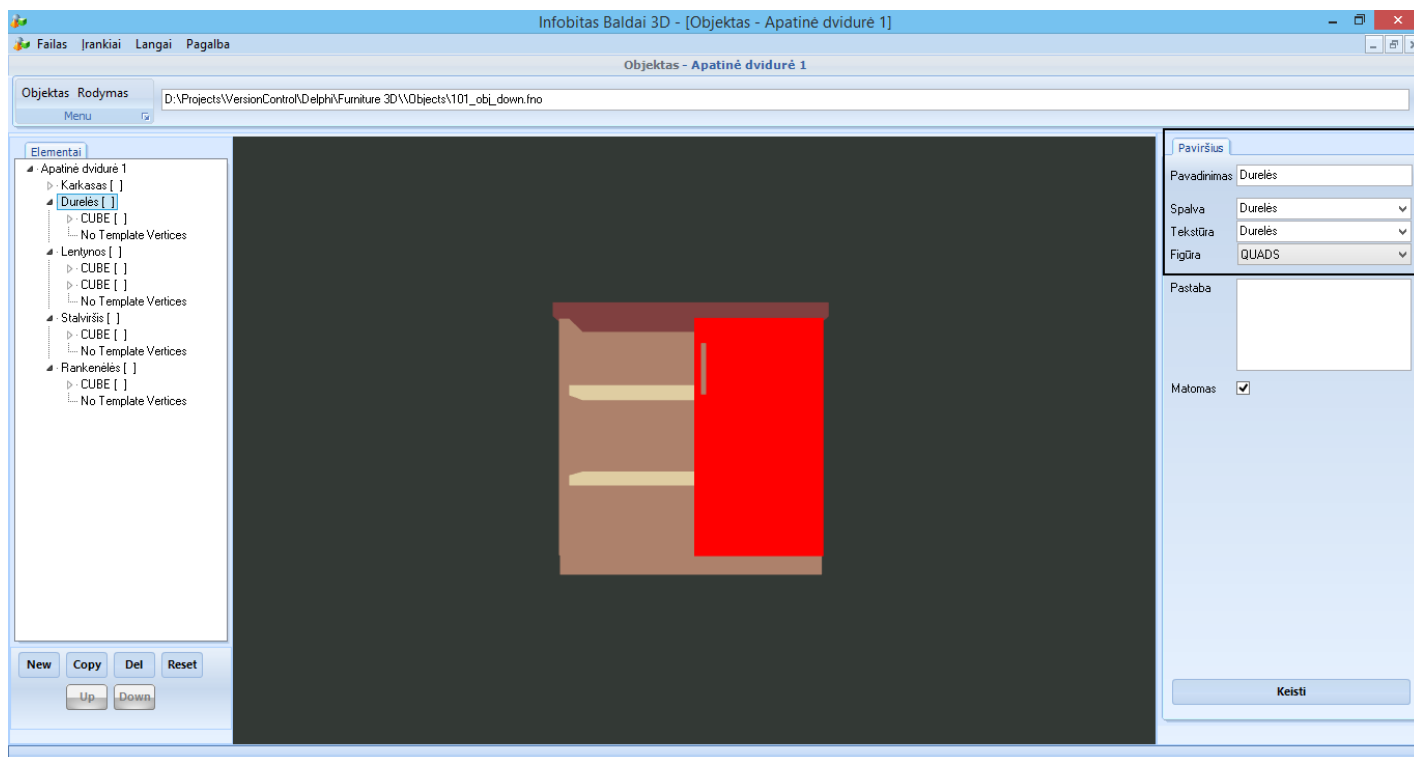 Infobitas Baldai 3D - [Objektas - Apatinė dvidurė 1]
Failas Įrankiai Langai Pagalba
Objektas - Apatinė dvidurė 1
Objektas Rodymas
Menu
D:\Projects\VersionControl\Delphi\Furniture 3D\\Objects\101_obj_down.fno
Elementai
Apatinė dvidurė 1
Karkasas [ ]
Durelės [ ]
CUBE [ ]
No Template Vertices
Lentynos [ ]
CUBE [ ]
CUBE [ ]
No Template Vertices
Stalviršis [ ]
CUBE [ ]
No Template Vertices
Rankenėlės [ ]
CUBE [ ]
No Template Vertices
New Copy Del Reset
Up Down
Paviršius
Pavadinimas Durelės
Spalva Durelės
Tekstūra Durelės
Figūra QUADS
Pastaba
Matomas
Keisti